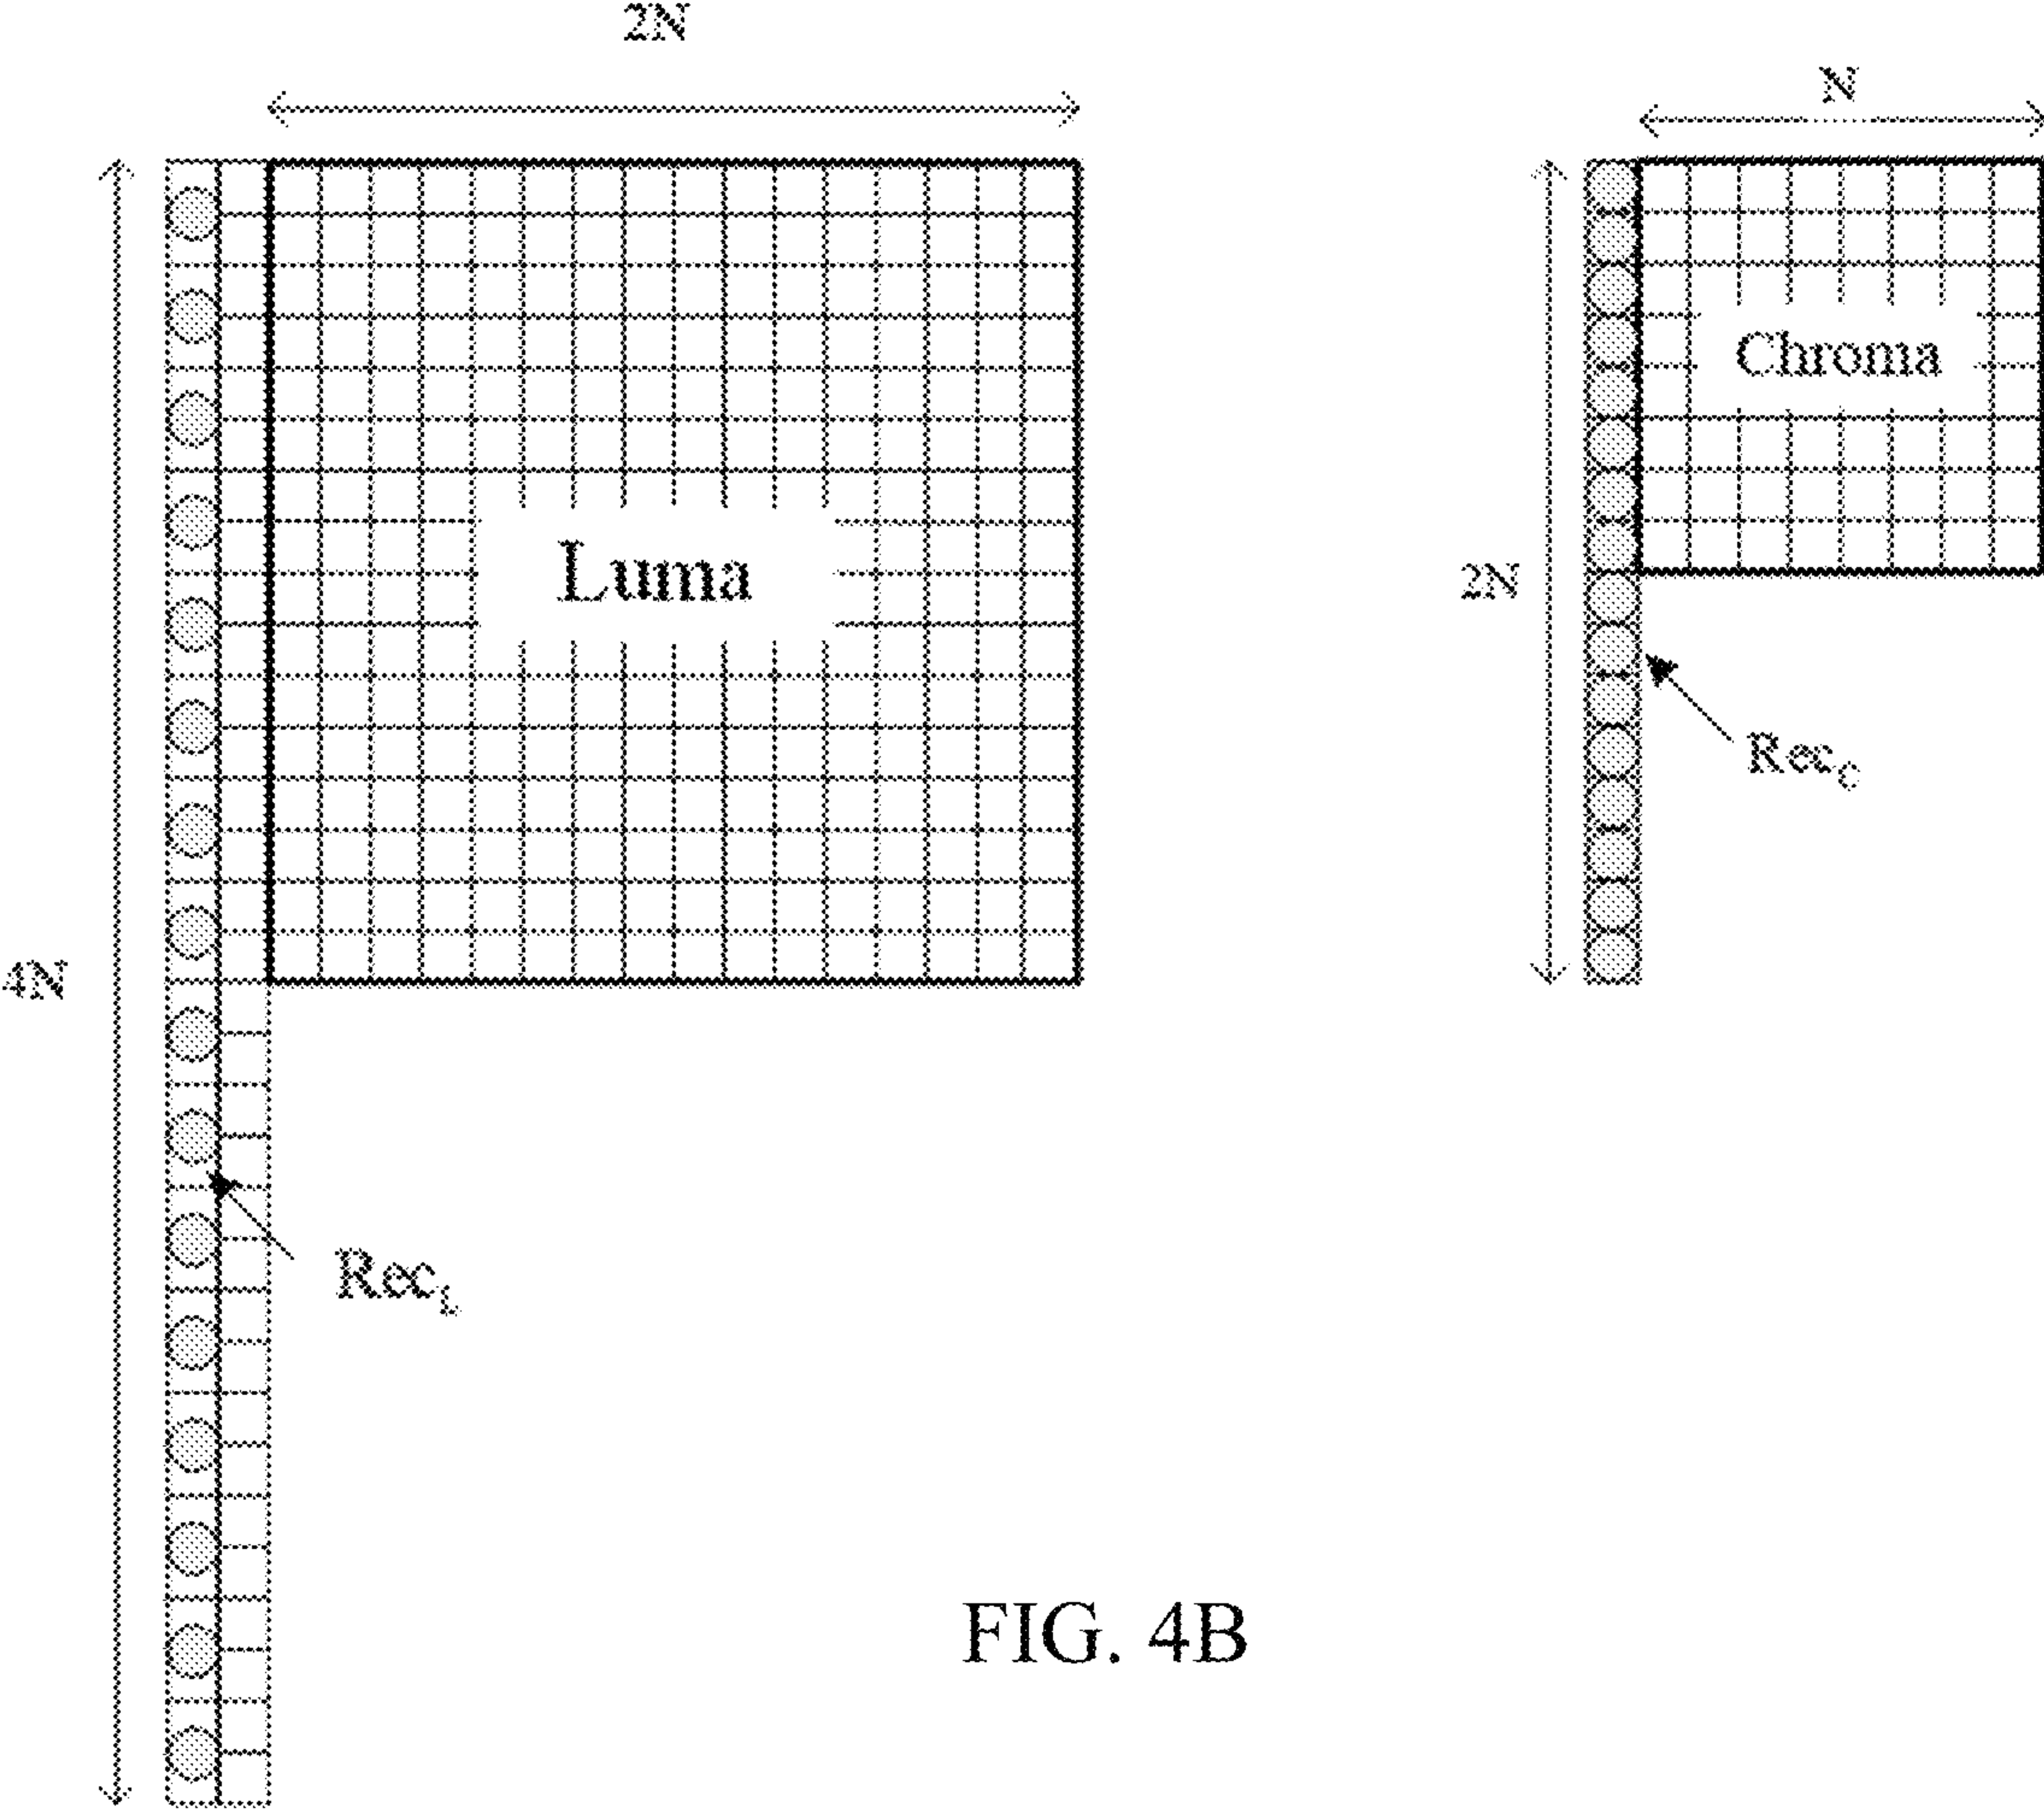 2N
N
Luma
Chroma
4N
2N
Rec_L
Rec_C
FIG. 4B